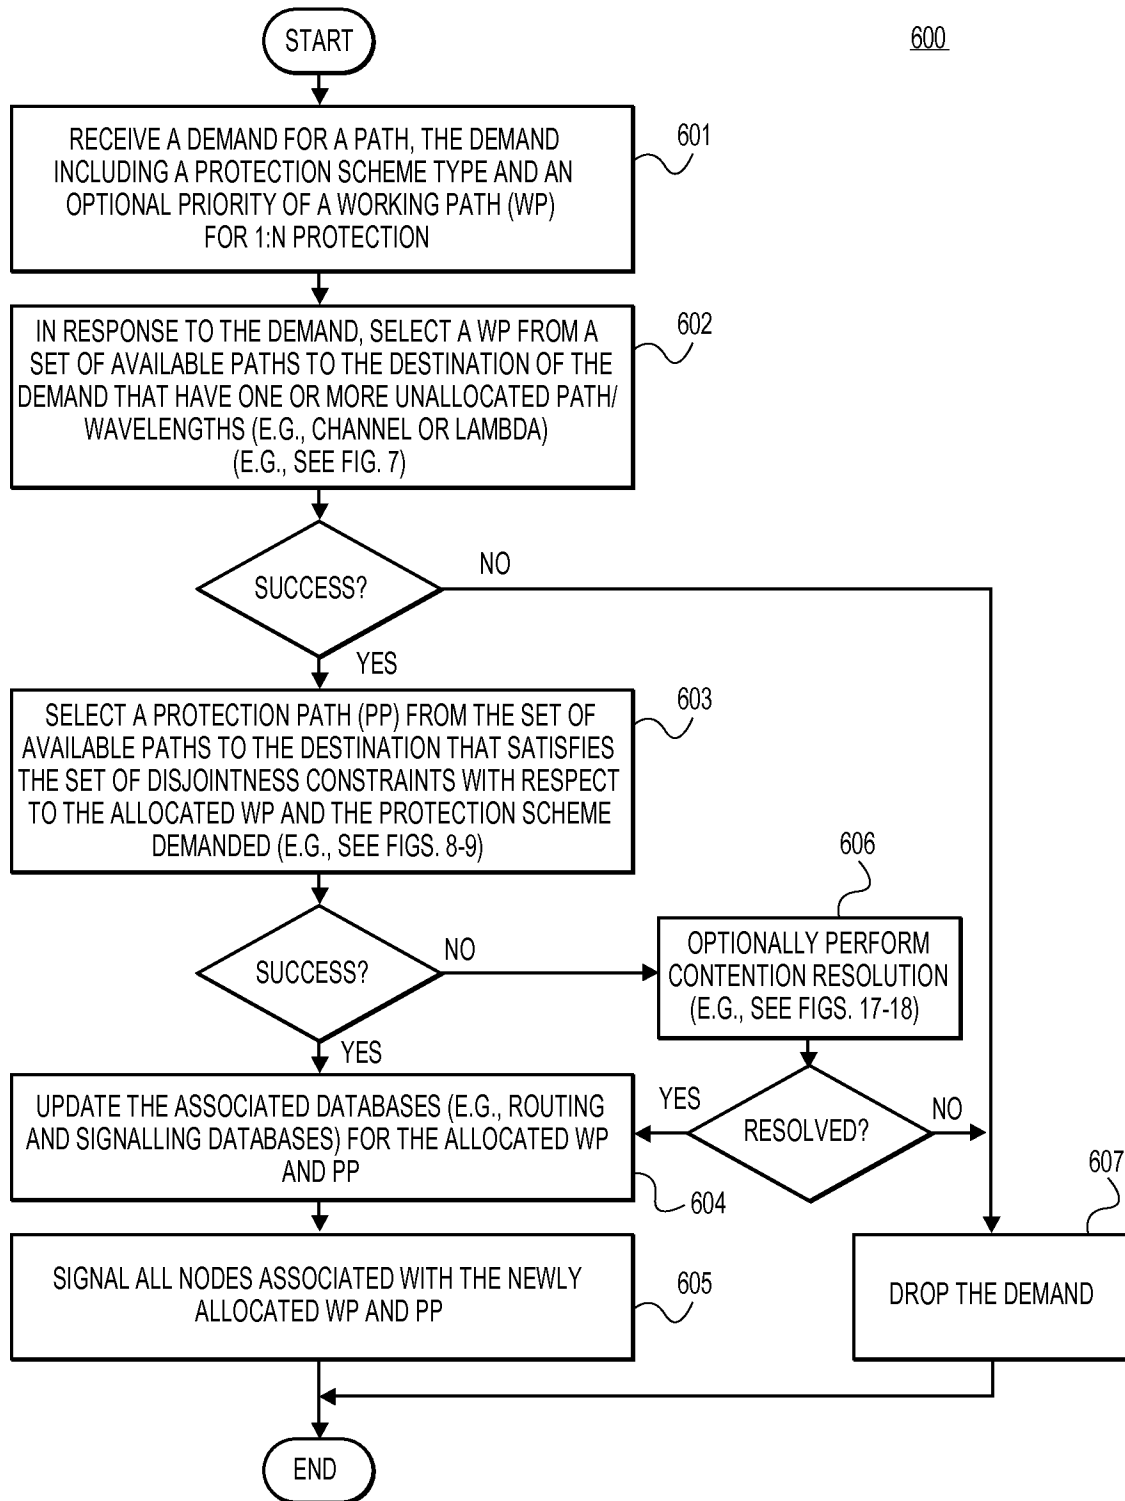 START
600
RECEIVE A DEMAND FOR A PATH, THE DEMAND
INCLUDING A PROTECTION SCHEME TYPE AND AN
OPTIONAL PRIORITY OF A WORKING PATH (WP)
FOR 1:N PROTECTION
601
IN RESPONSE TO THE DEMAND, SELECT A WP FROM A
SET OF AVAILABLE PATHS TO THE DESTINATION OF THE
DEMAND THAT HAVE ONE OR MORE UNALLOCATED PATH/
WAVELENGTHS (E.G., CHANNEL OR LAMBDA)
(E.G., SEE FIG. 7)
602
SUCCESS?
NO
YES
SELECT A PROTECTION PATH (PP) FROM THE SET OF
AVAILABLE PATHS TO THE DESTINATION THAT SATISFIES
THE SET OF DISJOINTNESS CONSTRAINTS WITH RESPECT
TO THE ALLOCATED WP AND THE PROTECTION SCHEME
DEMANDED (E.G., SEE FIGS. 8-9)
603
SUCCESS?
NO
YES
606
OPTIONALLY PERFORM
CONTENTION RESOLUTION
(E.G., SEE FIGS. 17-18)
RESOLVED?
YES
NO
UPDATE THE ASSOCIATED DATABASES (E.G., ROUTING
AND SIGNALLING DATABASES) FOR THE ALLOCATED WP
AND PP
604
607
SIGNAL ALL NODES ASSOCIATED WITH THE NEWLY
ALLOCATED WP AND PP
605
DROP THE DEMAND
END